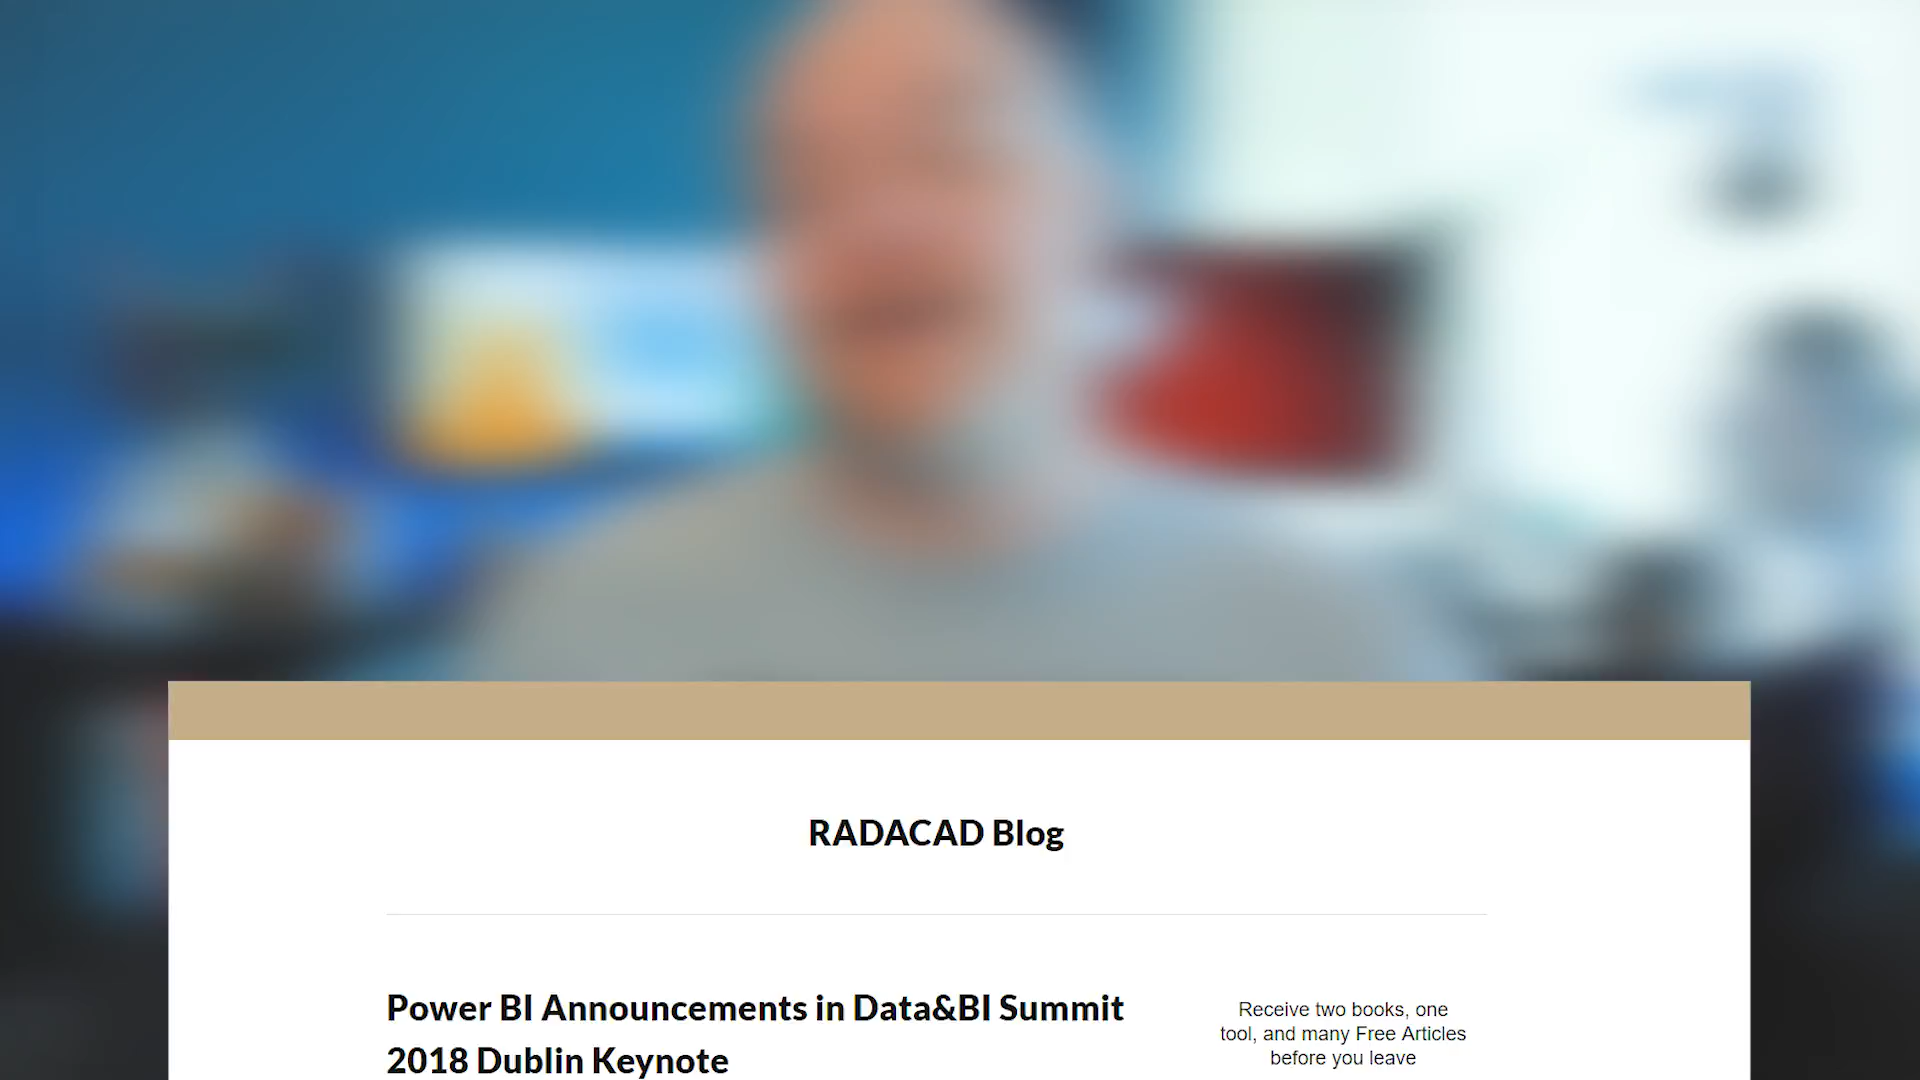 RADACAD Blog
Power BI Announcements in Data&BI Summit
2018 Dublin Keynote
Receive two books, one
tool, and many Free Articles
before you leave